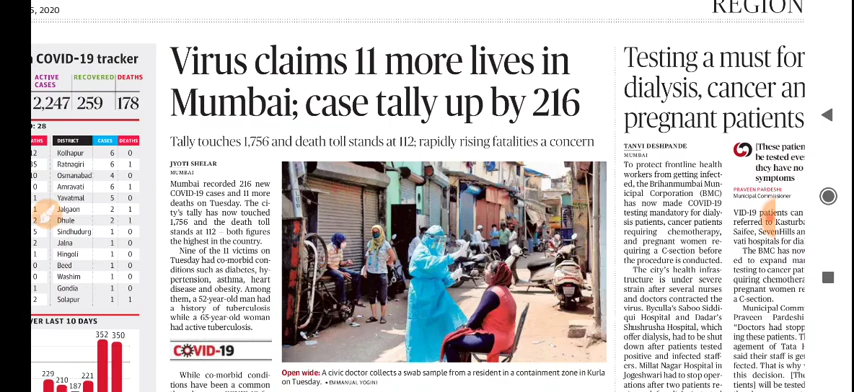 5, 2020
REGION
COVID-19 tracker
ACTIVE CASES
RECOVERED
DEATHS
2,247
259
178
: 28
DISTRICT CASES DEATHS
Kolhapur 6 0
Ratnagiri 6 1
Osmanabad 4 0
Amravati 6 1
Yavatmal 5 0
Jalgaon 2 1
Dhule 2 1
Sindhudurg 1 0
Jalna 1 0
Hingoli 1 0
Beed 1 0
Washim 1 0
Gondia 1 0
Solapur 1 1
VER LAST 10 DAYS
352 350
229
210
187
221
Virus claims 11 more lives in
Mumbai; case tally up by 216
Tally touches 1,756 and death toll stands at 112; rapidly rising fatalities a concern
JYOTI SHELAR
MUMBAI
Mumbai recorded 216 new
COVID-19 cases and 11 more
deaths on Tuesday. The ci-
ty's tally has now touched
1,756 and the death toll
stands at 112 – both figures
the highest in the country.
Nine of the 11 victims on
Tuesday had co-morbid con-
ditions such as diabetes, hy-
pertension, asthma, heart
disease and obesity. Among
them, a 52-year-old man had
a history of tuberculosis
while a 65-year-old woman
had active tuberculosis.
COVID-19
While co-morbid condi-
tions have been a common
Open wide: A civic doctor collects a swab sample from a resident in a containment zone in Kurla
on Tuesday. • EMMANUAL YOGINI
Testing a must for
dialysis, cancer an
pregnant patients
TANVI DESHPANDE
MUMBAI
To protect frontline health
workers from getting infect-
ed, the Brihanmumbai Mun-
icipal Corporation (BMC)
has now made COVID-19
testing mandatory for dialy-
sis patients, cancer patients
requiring chemotherapy,
and pregnant women re-
quiring a C-section before
the procedure is conducted.
The city's health infras-
tructure is under severe
strain after several nurses
and doctors contracted the
virus. Byculla's Saboo Siddi-
qui Hospital and Dadar's
Shushrusha Hospital, which
offer dialysis, had to be shut
down after patients tested
positive and infected staff-
ers. Millat Nagar Hospital in
Jogeshwari had to stop oper-
ations after two patients re-
[These patien
be tested eve
they have no
symptoms
PRAVEEN PARDESHI
Municipal Commissioner
VID-19 patients can
referred to Kasturb
Saifee, SevenHills an
vati hospitals for dia
The BMC has now
ed to expand ma
testing to cancer pat
quiring chemothera
pregnant women re
a C-section.
Municipal Comm
Praveen Pardeshi
"Doctors had stopp
ing these patients. T
agement of Tata H
said their staff is get
fected. That is why
this decision. [The
tients] will be tested